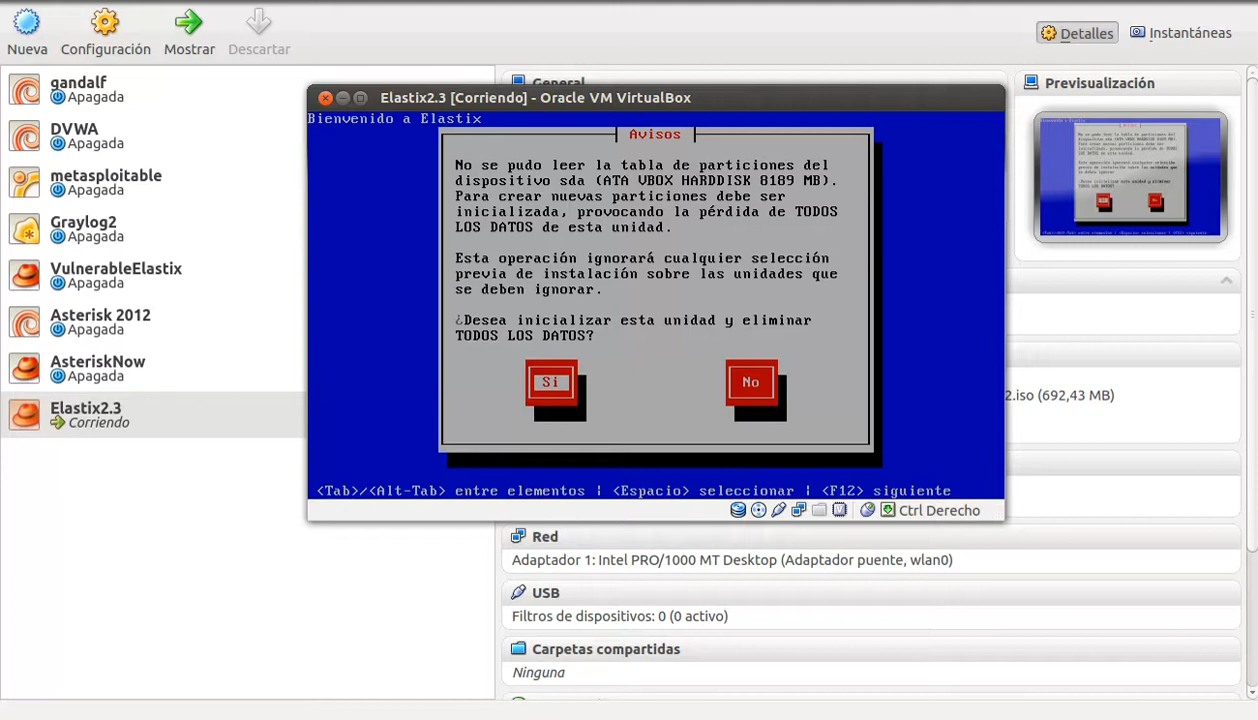 Nueva
Configuración
Mostrar
Descartar
Detalles
Instantáneas
gandalf
Apagada
DVWA
Apagada
metasploitable
Apagada
Graylog2
Apagada
VulnerableElastix
Apagada
Asterisk 2012
Apagada
AsteriskNow
Apagada
Elastix2.3
Corriendo
General
Previsualización
Elastix2.3 [Corriendo] - Oracle VM VirtualBox
Bienvenido a Elastix
Avisos
No se pudo leer la tabla de particiones del
dispositivo sda (ATA VBOX HARDDISK 8189 MB).
Para crear nuevas particiones debe ser
inicializada, provocando la pérdida de TODOS
LOS DATOS de esta unidad.
Esta operación ignorará cualquier selección
previa de instalación sobre las unidades que
se deben ignorar.
¿Desea inicializar esta unidad y eliminar
TODOS LOS DATOS?
Si
No
<Tab>/<Alt-Tab> entre elementos | <Espacio> seleccionar | <F12> siguiente
Ctrl Derecho
2.iso (692,43 MB)
Red
Adaptador 1: Intel PRO/1000 MT Desktop (Adaptador puente, wlan0)
USB
Filtros de dispositivos: 0 (0 activo)
Carpetas compartidas
Ninguna